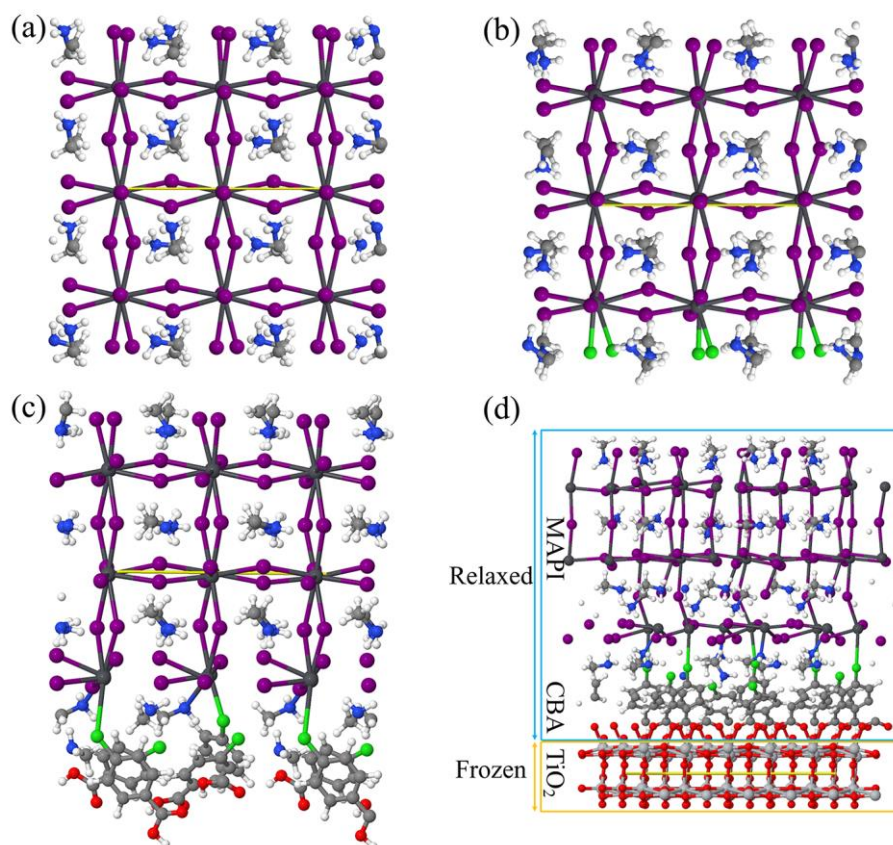 (a)
(b)
(c)
(d)
Relaxed
MAPI
CBA
Frozen
TiO₂